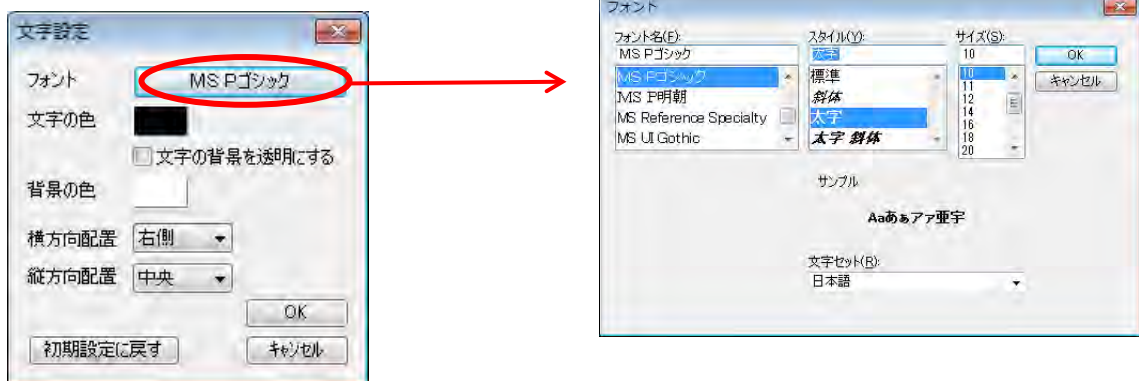 文字設定
フォント MS Pゴシック
文字の色
文字の背景を透明にする
背景の色
横方向配置 右側
縦方向配置 中央
OK
初期設定に戻す キャンセル
フォント
フォント名(F): スタイル(Y): サイズ(S):
MS Pゴシック 太字 10 OK
MS Pゴシック 標準 10 キャンセル
MS P明朝 斜体 11
MS Reference Specialty 太字 12
MS UI Gothic 太字 斜体 14
16
18
20
サンプル
Aaあぁアァ亜宇
文字セット(R):
日本語